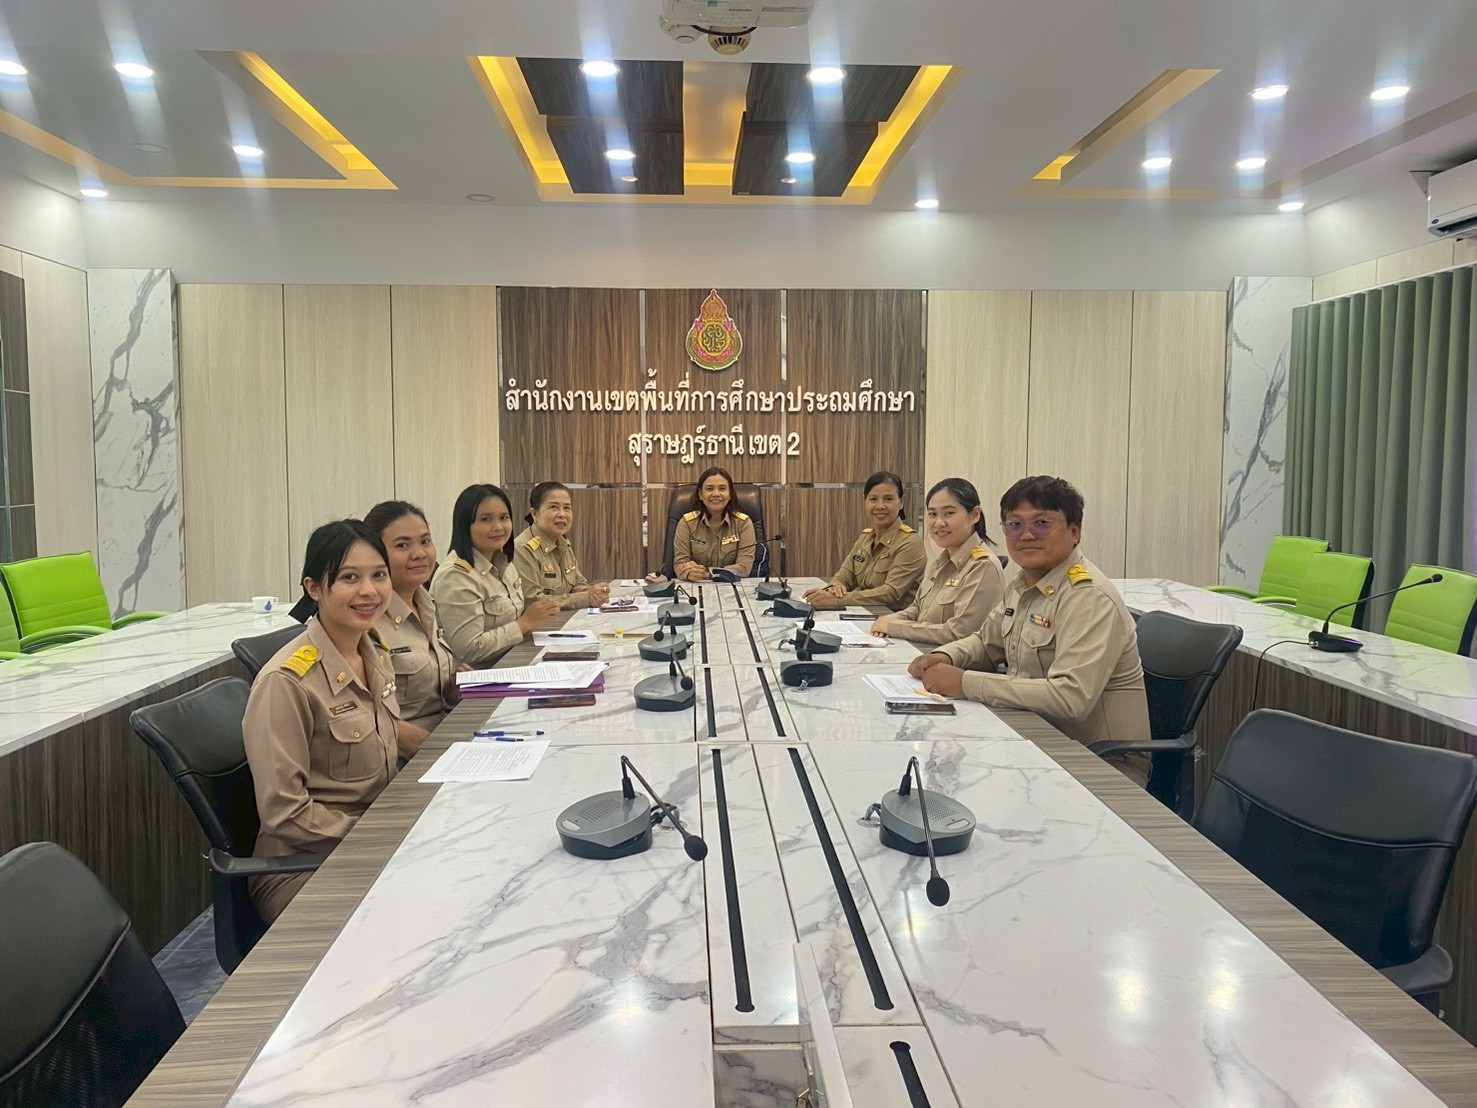 สำนักงานเขตพื้นที่การศึกษาประถมศึกษา
สุราษฎร์ธานี เขต 2